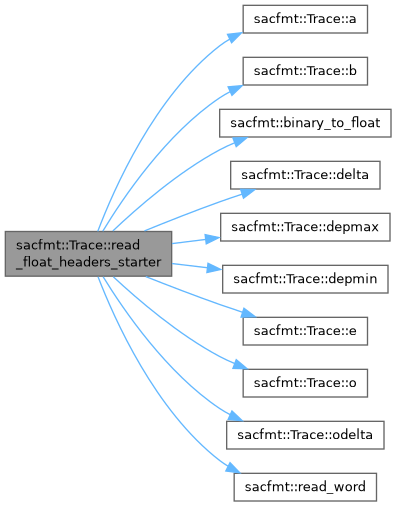 sacfmt::Trace::a
sacfmt::Trace::b
sacfmt::binary_to_float
sacfmt::Trace::delta
sacfmt::Trace::depmax
sacfmt::Trace::read
_float_headers_starter
sacfmt::Trace::depmin
sacfmt::Trace::e
sacfmt::Trace::o
sacfmt::Trace::odelta
sacfmt::read_word